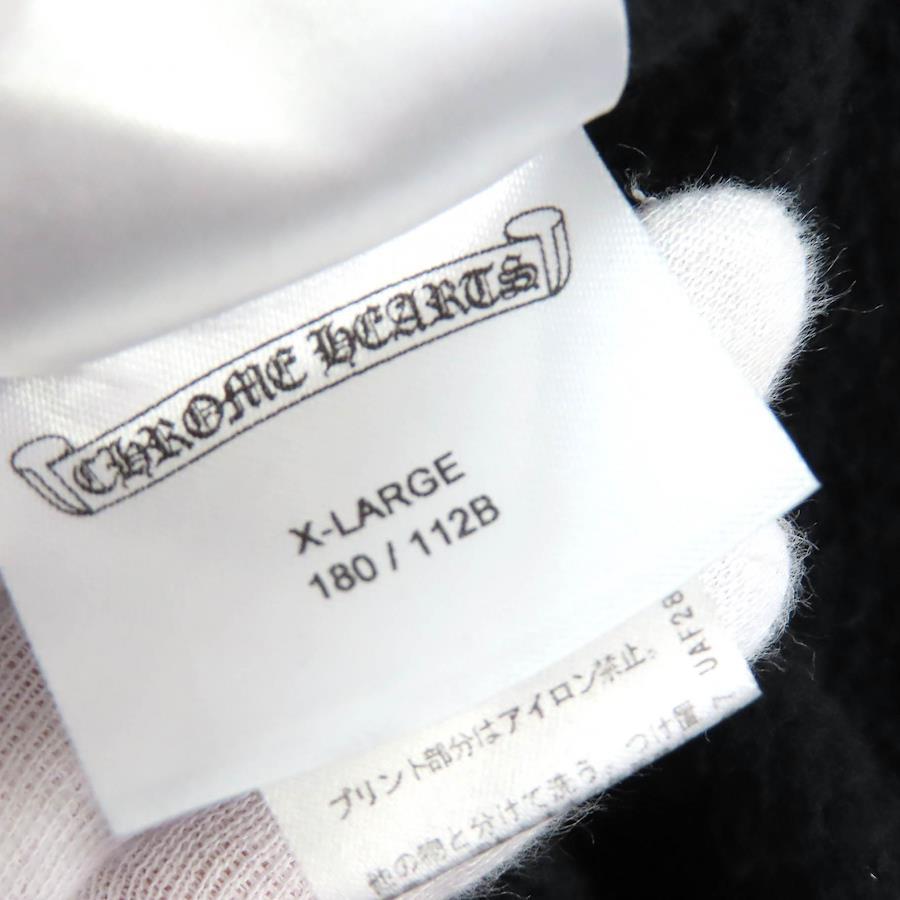 CHROME HEARTS
X-LARGE
180 / 112B
プリント部分はアイロン禁止。
他の物と分けて洗う。つけ置
UAF28